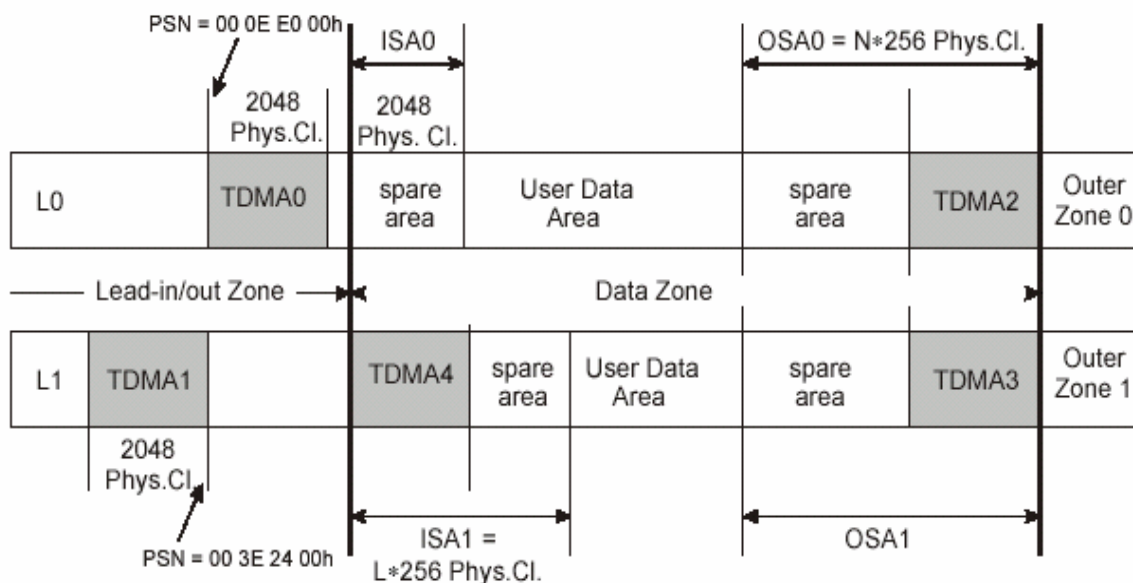 PSN = 00 0E E0 00h
ISA0
OSA0 = N*256 Phys.Cl.
2048
Phys.Cl.
2048
Phys. Cl.
L0
TDMA0
spare
area
User Data
Area
spare
area
TDMA2
Outer
Zone 0
Lead-in/out Zone
Data Zone
L1
TDMA1
TDMA4
spare
area
User Data
Area
spare
area
TDMA3
Outer
Zone 1
2048
Phys.Cl.
PSN = 00 3E 24 00h
ISA1 =
L*256 Phys.Cl.
OSA1